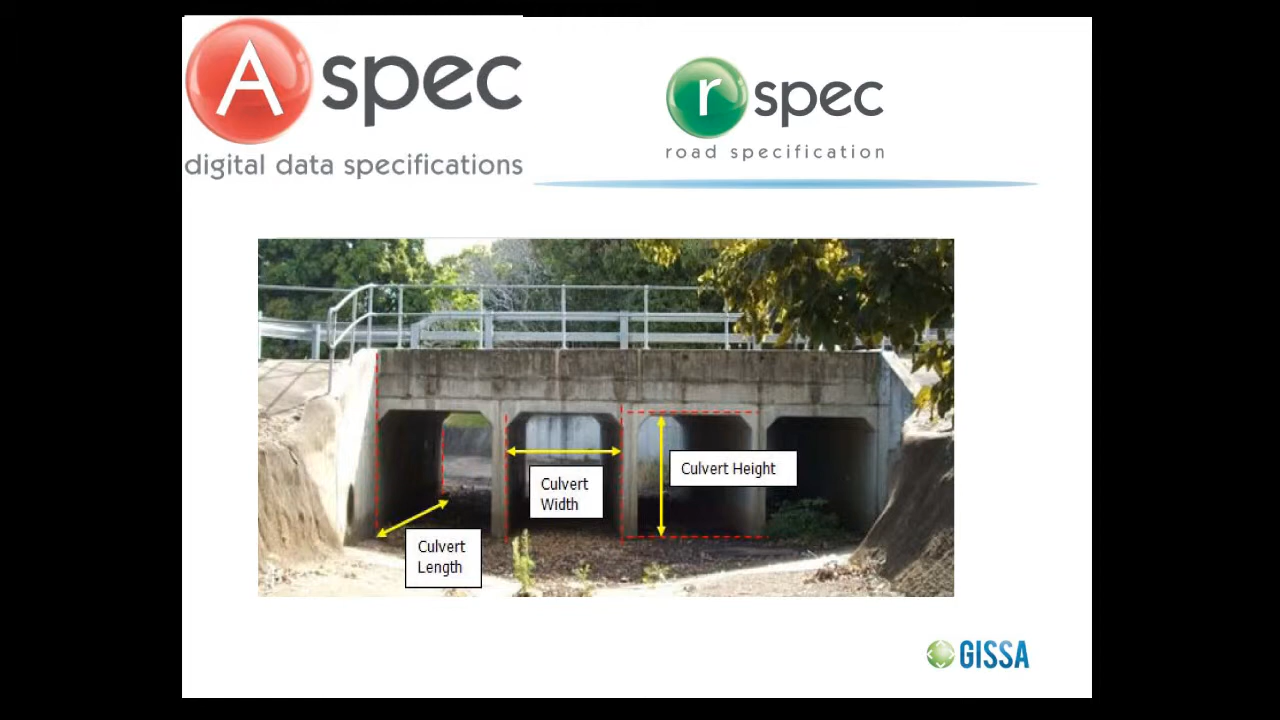 A spec
digital data specifications
r spec
road specification
Culvert Height
Culvert
Width
Culvert
Length
GISSA